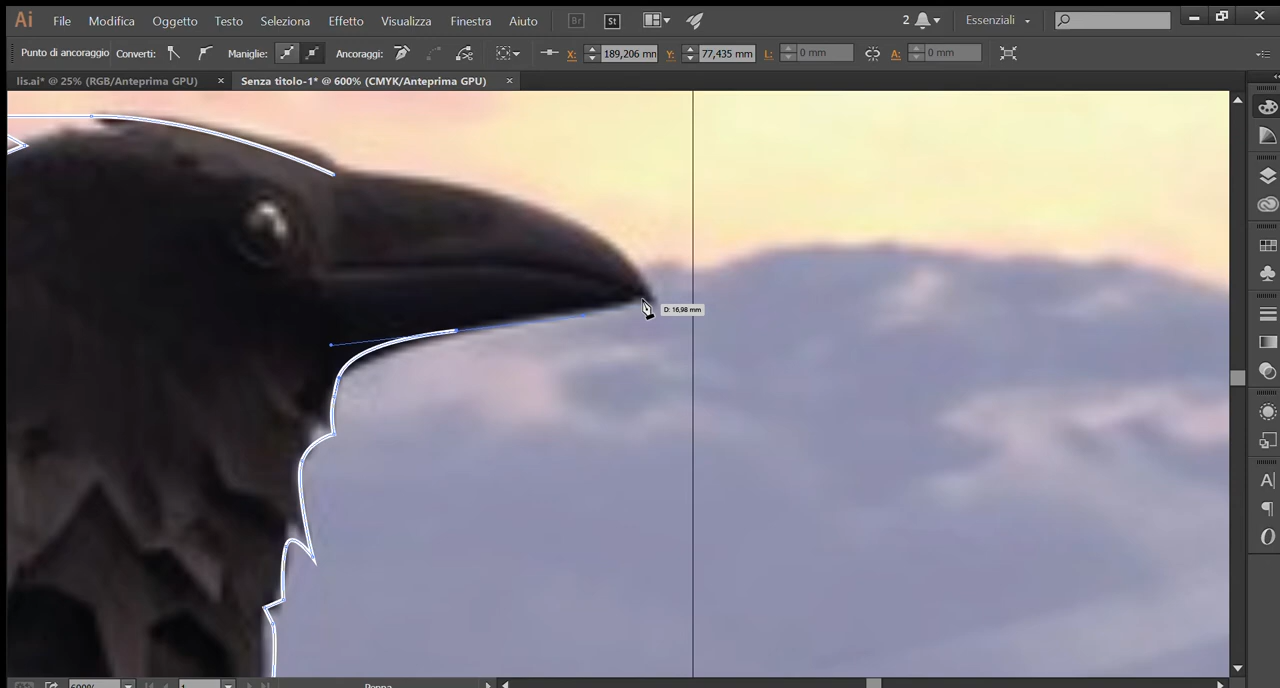 Ai File Modifica Oggetto Testo Seleziona Effetto Visualizza Finestra Aiuto Br St 2 Essenziali
Punto di ancoraggio Converti: Maniglie: Ancoraggi: X: 189,206 mm Y: 77,435 mm L: 0 mm A: 0 mm
lis.ai* @ 25% (RGB/Anteprima GPU) × Senza titolo-1* @ 600% (CMYK/Anteprima GPU) ×
D: 16,98 mm
A
O
600% 1 Penna